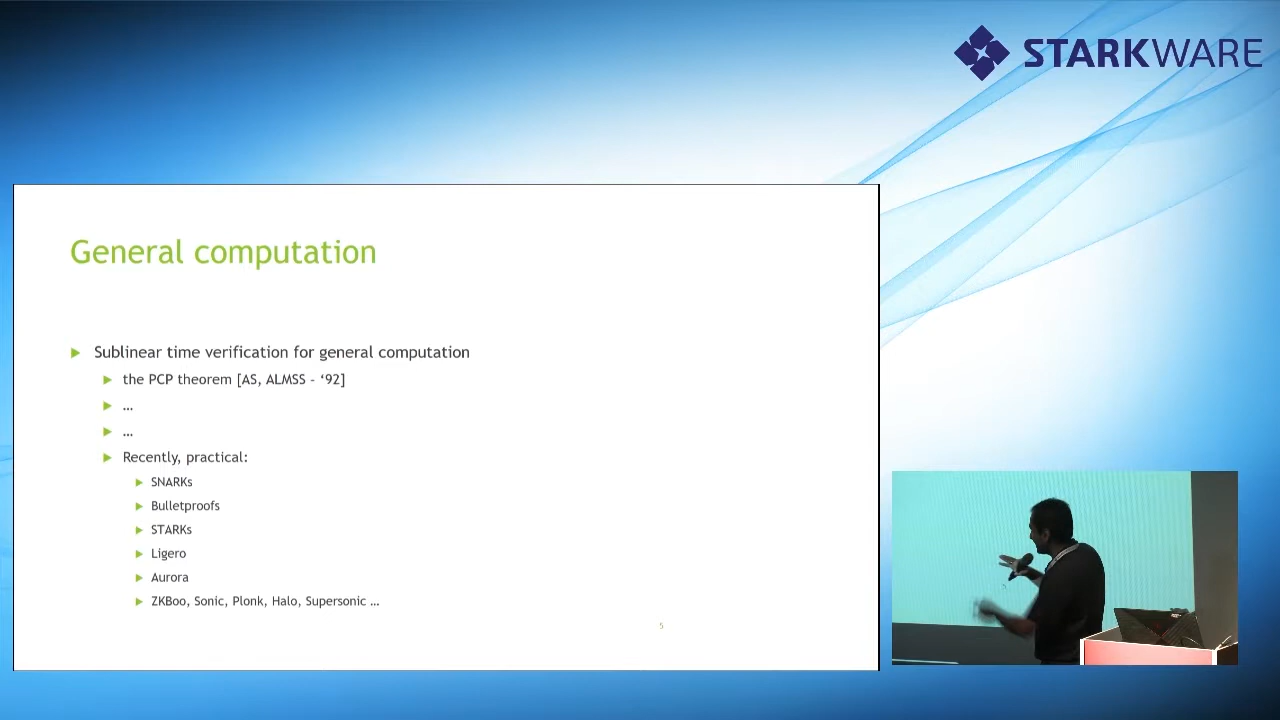 STARKWARE
General computation
Sublinear time verification for general computation
the PCP theorem [AS, ALMSS - ‘92]
…
…
Recently, practical:
SNARKs
Bulletproofs
STARKs
Ligero
Aurora
ZKBoo, Sonic, Plonk, Halo, Supersonic …
5